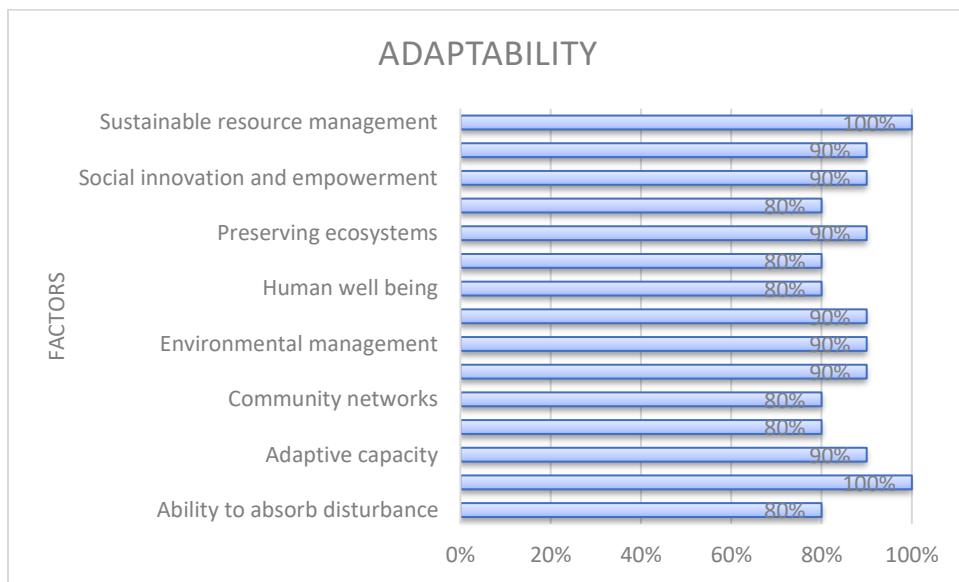 ADAPTABILITY
FACTORS
Sustainable resource management 100%
90%
Social innovation and empowerment 90%
80%
Preserving ecosystems 90%
80%
Human well being 80%
90%
Environmental management 90%
90%
Community networks 80%
80%
Adaptive capacity 90%
100%
Ability to absorb disturbance 80%
0% 20% 40% 60% 80% 100%